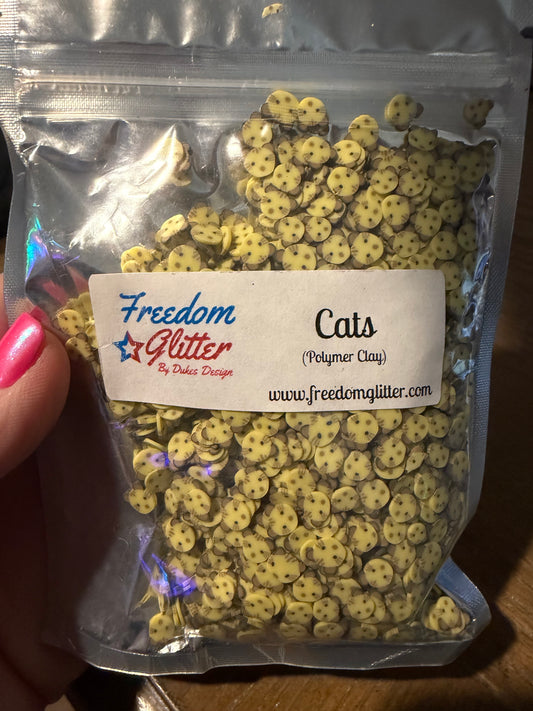 Freedom
Glitter
By Dukes Design
Cats
(Polymer Clay)
www.freedomglitter.com